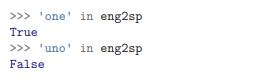 >>> 'one' in eng2sp
True
>>> 'uno' in eng2sp
False